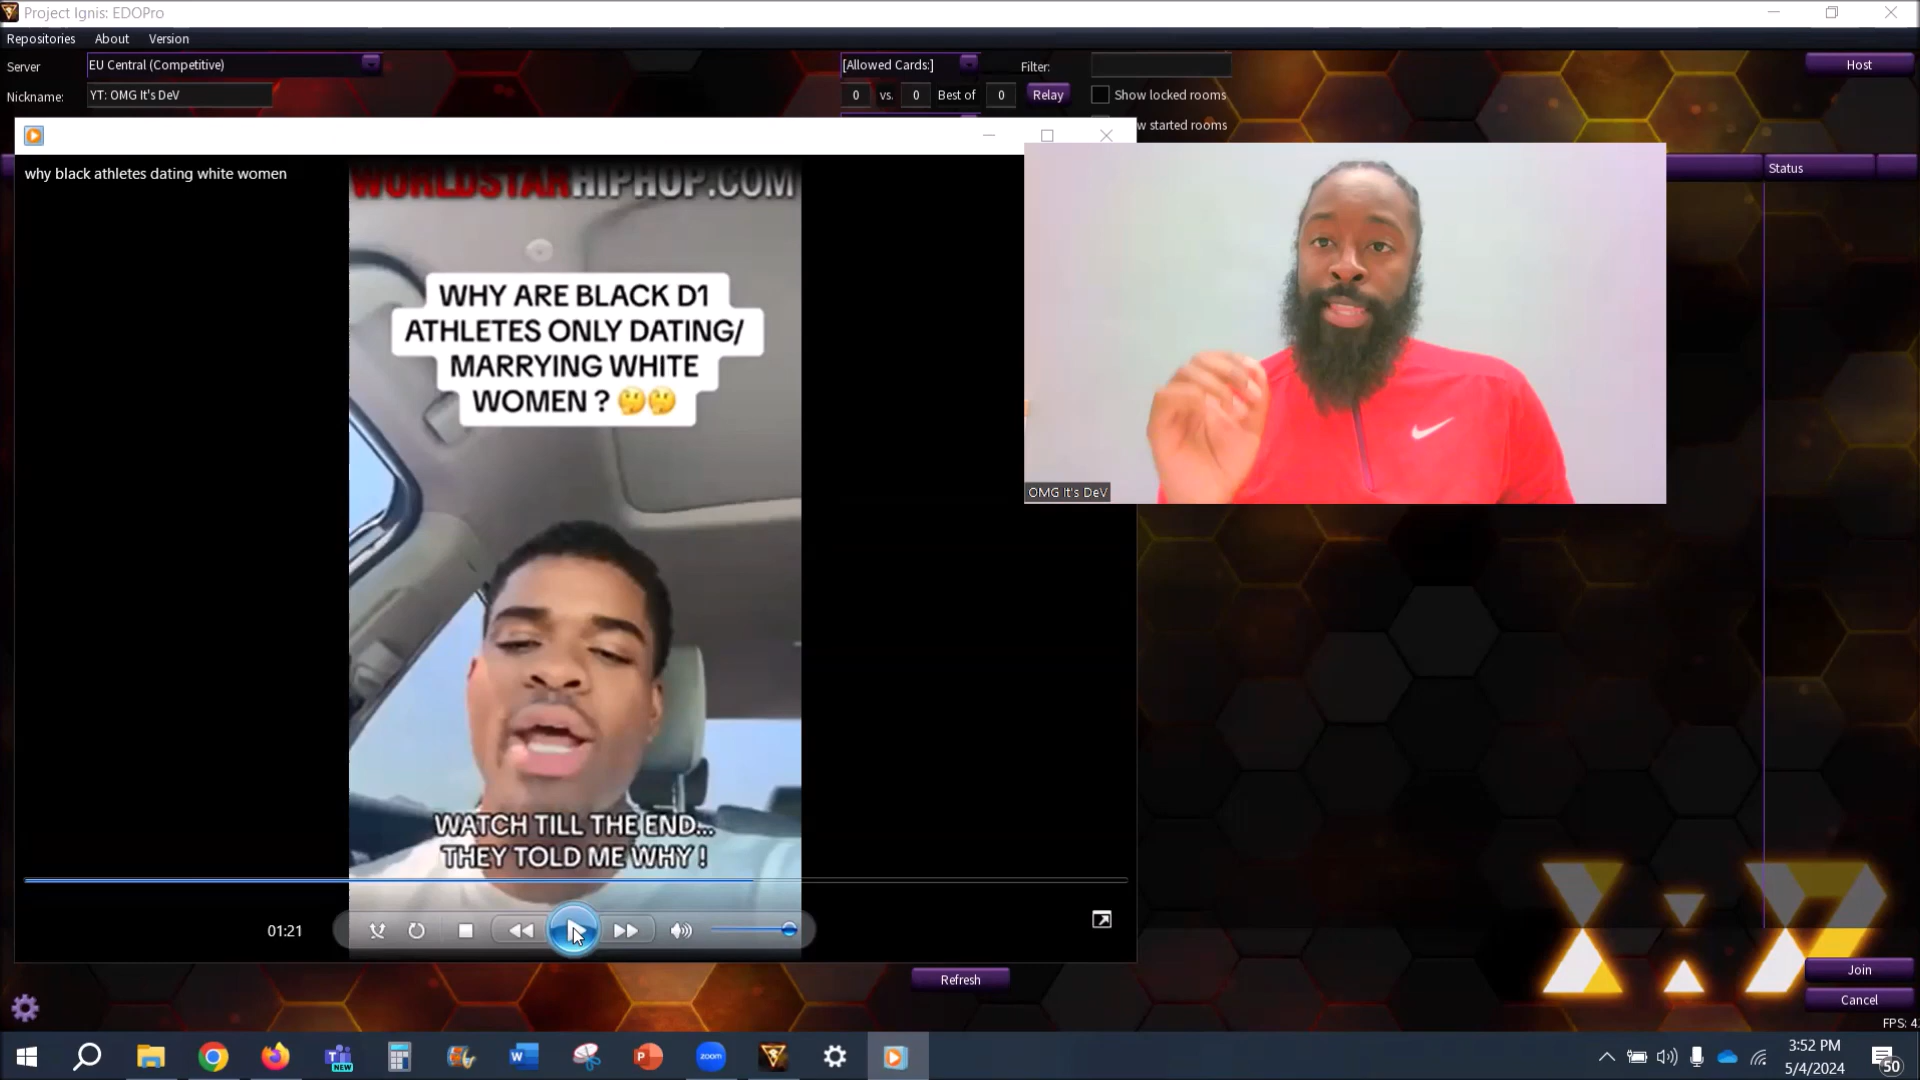 Project Ignis: EDOPro
Repositories About Version
Server EU Central (Competitive) [Allowed Cards:] Filter: Host
Nickname: YT: OMG It's DeV 0 vs. 0 Best of 0 Relay Show locked rooms
w started rooms
Status
why black athletes dating white women
WORLDSTARHIPHOP.COM
WHY ARE BLACK D1
ATHLETES ONLY DATING/
MARRYING WHITE
WOMEN ? 🤔🤔
OMG It's DeV
WATCH TILL THE END...
THEY TOLD ME WHY !
01:21
Refresh
Join
Cancel
FPS: 4
NEW
zoom
3:52 PM
5/4/2024
50